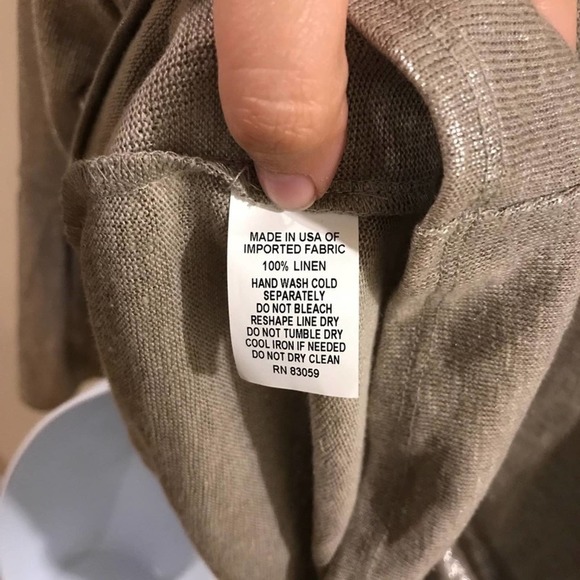 MADE IN USA OF
IMPORTED FABRIC
100% LINEN
HAND WASH COLD
SEPARATELY
DO NOT BLEACH
RESHAPE LINE DRY
DO NOT TUMBLE DRY
COOL IRON IF NEEDED
DO NOT DRY CLEAN
RN 83059